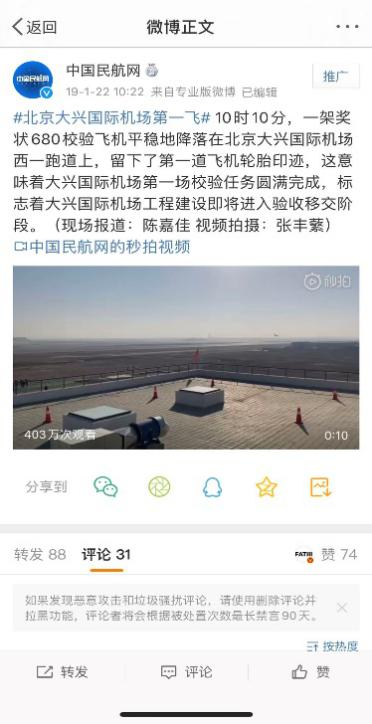 返回
微博正文
中国民航网
推广
19-1-22 10:22 来自专业版微博 已编辑
#北京大兴国际机场第一飞# 10时10分，一架奖
状680校验飞机平稳地降落在北京大兴国际机场
西一跑道上，留下了第一道飞机轮胎印迹，这意
味着大兴国际机场第一场校验任务圆满完成，标
志着大兴国际机场工程建设即将进入验收移交阶
段。（现场报道：陈嘉佳 视频拍摄：张丰蘩）
中国民航网的秒拍视频
秒拍
403万次观看
0:10
分享到
转发 88 评论 31
FATIII 赞 74
如果发现恶意攻击和垃圾骚扰评论，请使用删除评论并
拉黑功能，评论者将会根据被处置次数最长禁言90天。
按热度
转发 评论 赞